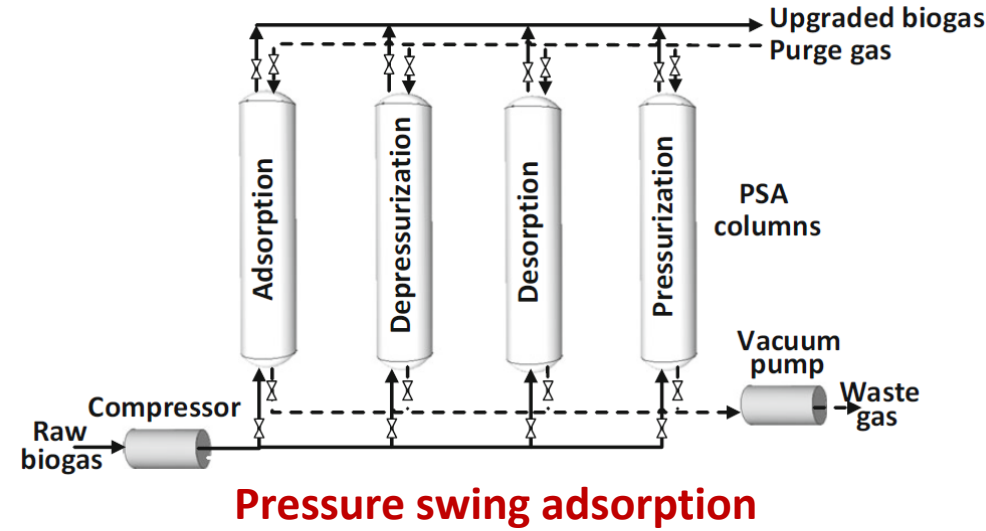 Upgraded biogas
Purge gas
Adsorption
Depressurization
Desorption
Pressurization
PSA
columns
Vacuum
pump
Waste
gas
Compressor
Raw
biogas
Pressure swing adsorption